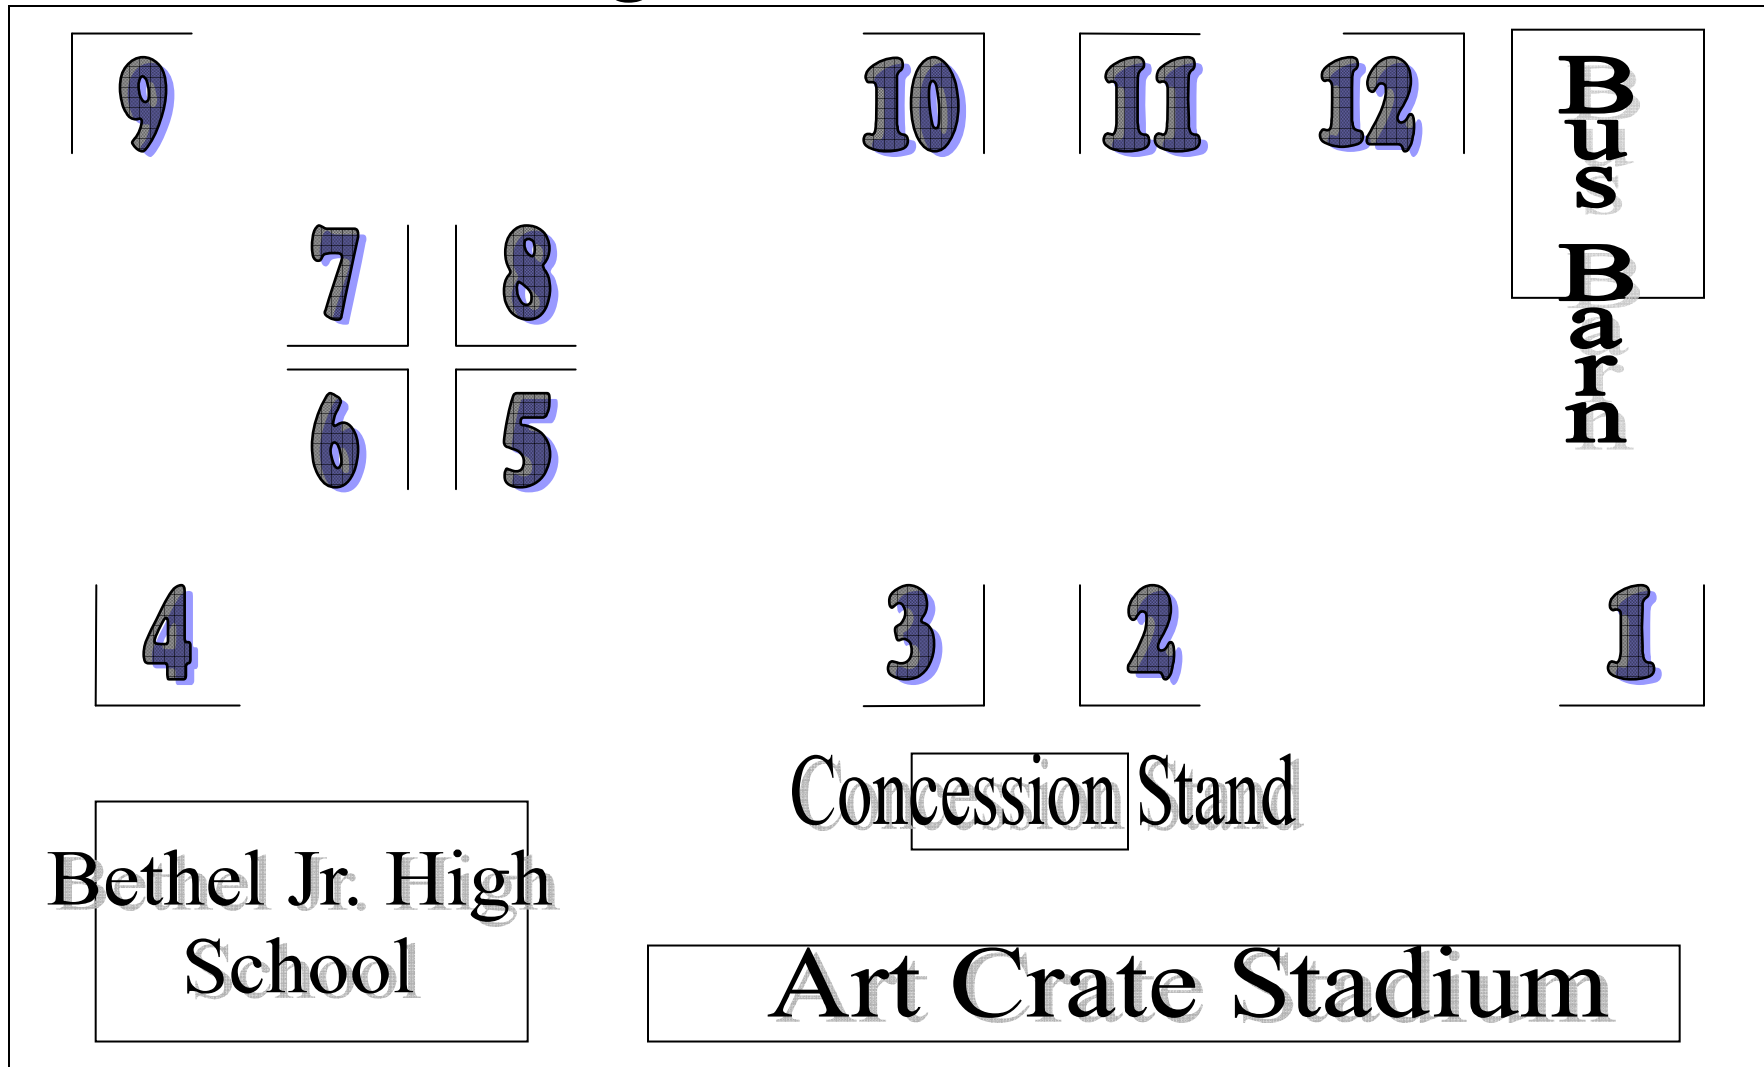 9 10 11 12
Bus Barn
7 8
6 5
4 3 2 1
Concession Stand
Bethel Jr. High
School
Art Crate Stadium